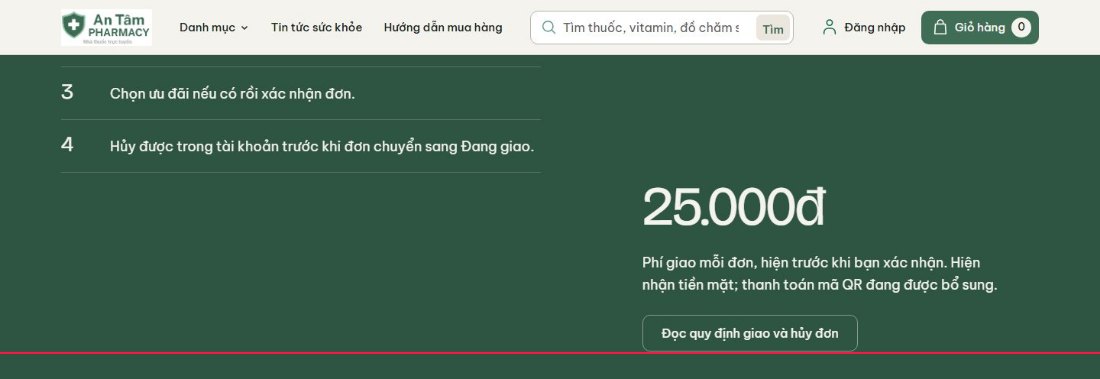 An Tâm
PHARMACY
Nhà thuốc trực tuyến
Danh mục
Tin tức sức khỏe
Hướng dẫn mua hàng
Tìm thuốc, vitamin, đồ chăm s
Tìm
Đăng nhập
Giỏ hàng 0
3 Chọn ưu đãi nếu có rồi xác nhận đơn.
4 Hủy được trong tài khoản trước khi đơn chuyển sang Đang giao.
25.000đ
Phí giao mỗi đơn, hiện trước khi bạn xác nhận. Hiện
nhận tiền mặt; thanh toán mã QR đang được bổ sung.
Đọc quy định giao và hủy đơn